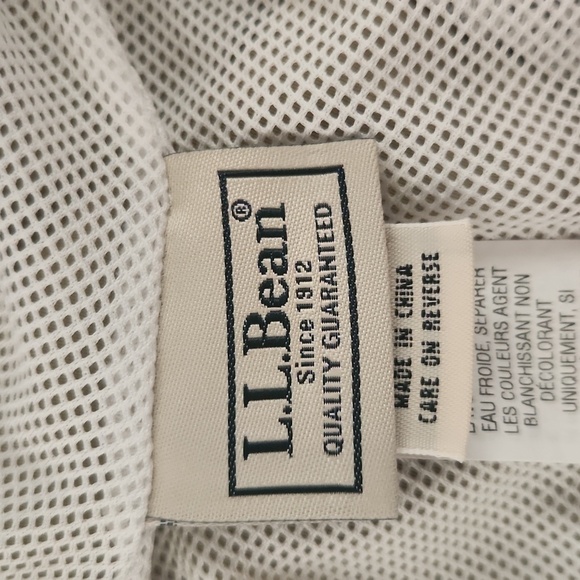 L.L.Bean®
Since 1912
QUALITY GUARANTEED
MADE IN CHINA
CARE ON REVERSE
EAU FROIDE, SEPARER
LES COULEURS AGENT
BLANCHISSANT NON
DÉCOLORANT
UNIQUEMENT, SI